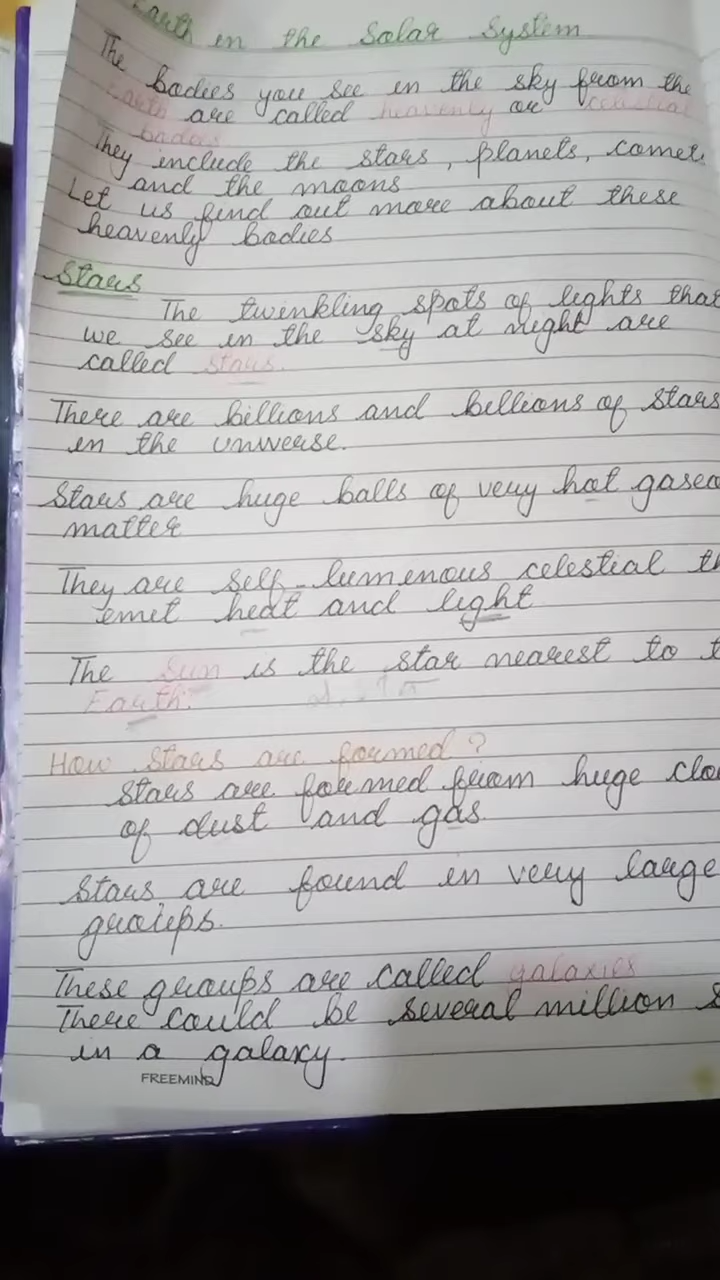 Earth in the Solar System
The bodies you see in the sky from the
Earth are called heavenly or celestial
bodies
They include the stars, planets, comets
and the moons
Let us find out more about these
heavenly bodies
Stars
The twinkling spots of lights that
we see in the sky at night are
called stars.
There are billions and billions of stars
in the universe.
Stars are huge balls of very hot gaseo
matter
They are self-luminous celestial th
emit heat and light
The Sun is the star nearest to t
Earth.
How stars are formed?
Stars are formed from huge clo
of dust and gas.
Stars are found in very large
groups.
These groups are called galaxies
There could be several million s
in a galaxy.
FREEMIND